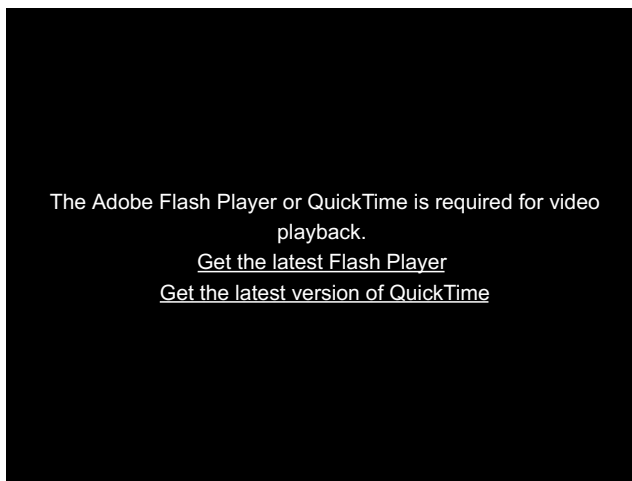 The Adobe Flash Player or QuickTime is required for video
playback.
Get the latest Flash Player
Get the latest version of QuickTime